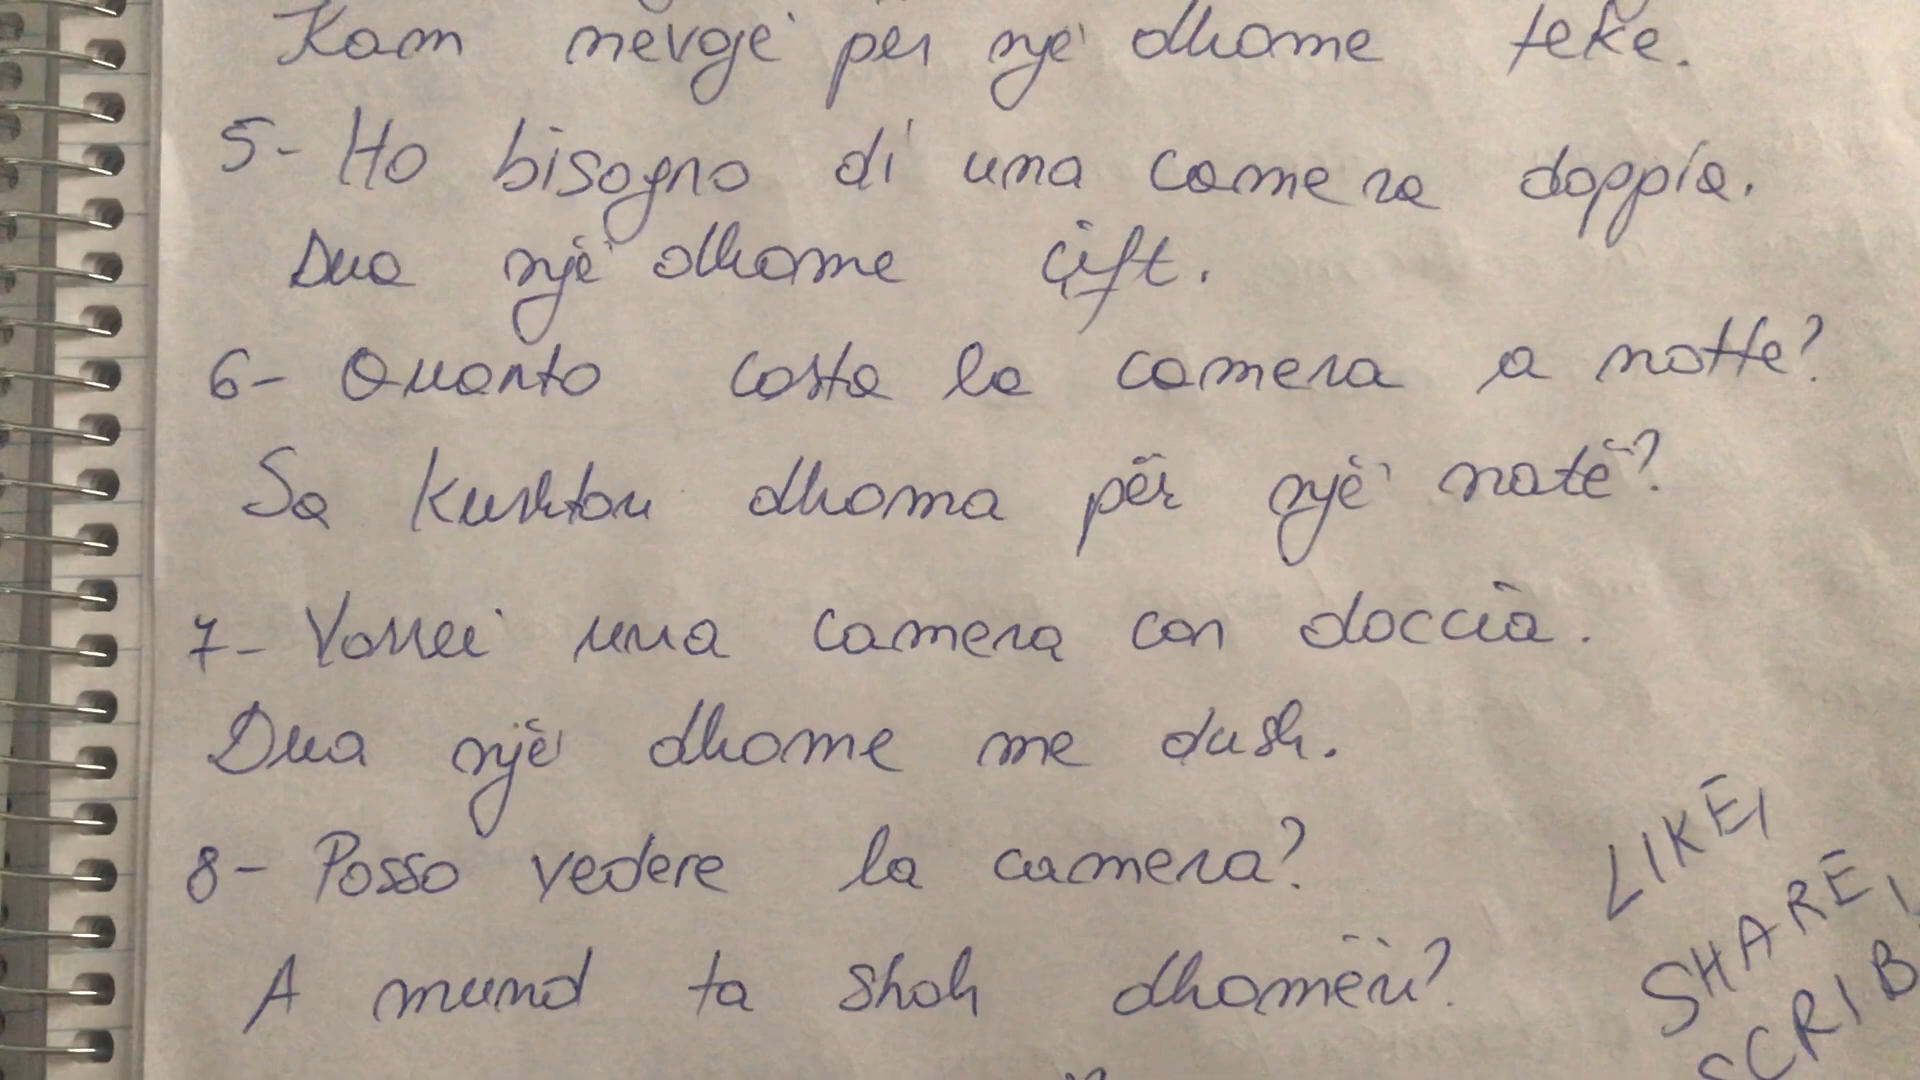 Kam nevojë për një dhome teke.
5- Ho bisogno di una camera doppia.
Dua një dhome çift.
6- Quanto costa la camera a notte?
Sa kushton dhoma për një natë?
7- Vorrei una camera con doccia.
Dua një dhome me dush.
8- Posso vedere la camera?
A mund ta shoh dhomën?
LIKE,
SHARE,
SCRIB